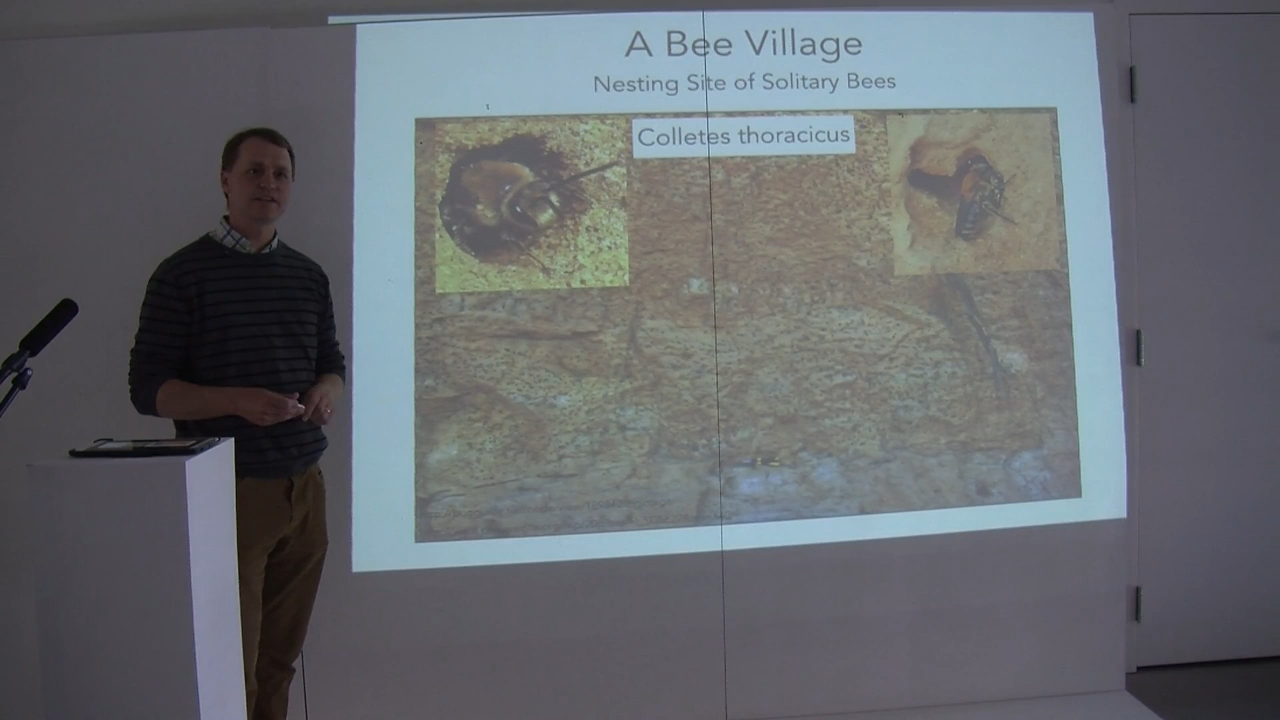 A Bee Village
Nesting Site of Solitary Bees
Colletes thoracicus